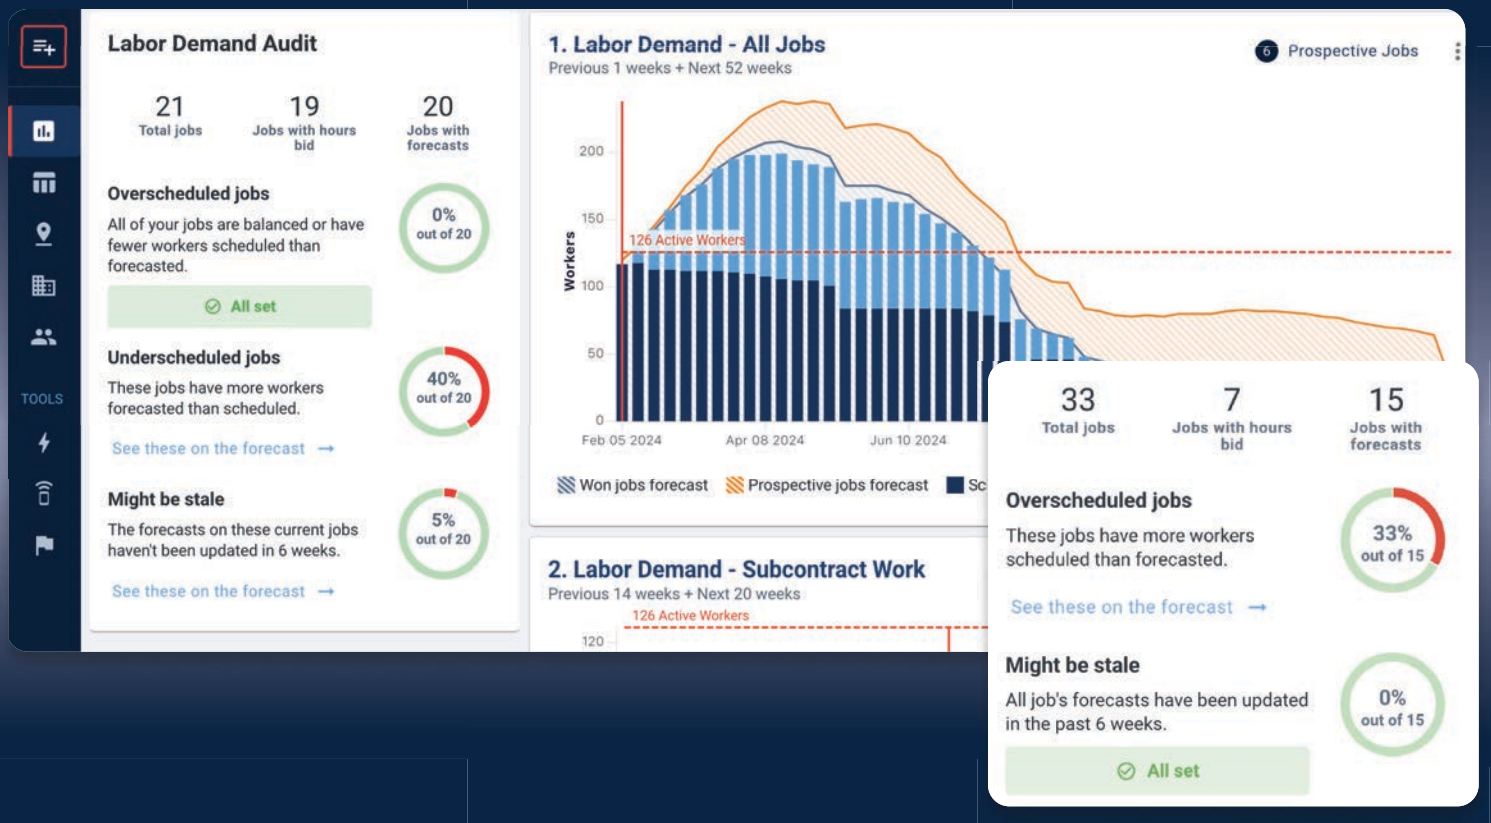 Labor Demand Audit
21
Total jobs
19
Jobs with hours
bid
20
Jobs with
forecasts
Overscheduled jobs
All of your jobs are balanced or have
fewer workers scheduled than
forecasted.
0%
out of 20
All set
Underscheduled jobs
These jobs have more workers
forecasted than scheduled.
40%
out of 20
See these on the forecast →
Might be stale
The forecasts on these current jobs
haven't been updated in 6 weeks.
5%
out of 20
See these on the forecast →
TOOLS
1. Labor Demand - All Jobs
Previous 1 weeks + Next 52 weeks
6 Prospective Jobs
Workers
200
150
100
50
0
126 Active Workers
Feb 05 2024
Apr 08 2024
Jun 10 2024
Won jobs forecast
Prospective jobs forecast
Sc
2. Labor Demand - Subcontract Work
Previous 14 weeks + Next 20 weeks
126 Active Workers
120
33
Total jobs
7
Jobs with hours
bid
15
Jobs with
forecasts
Overscheduled jobs
These jobs have more workers
scheduled than forecasted.
33%
out of 15
See these on the forecast →
Might be stale
All job's forecasts have been updated
in the past 6 weeks.
0%
out of 15
All set